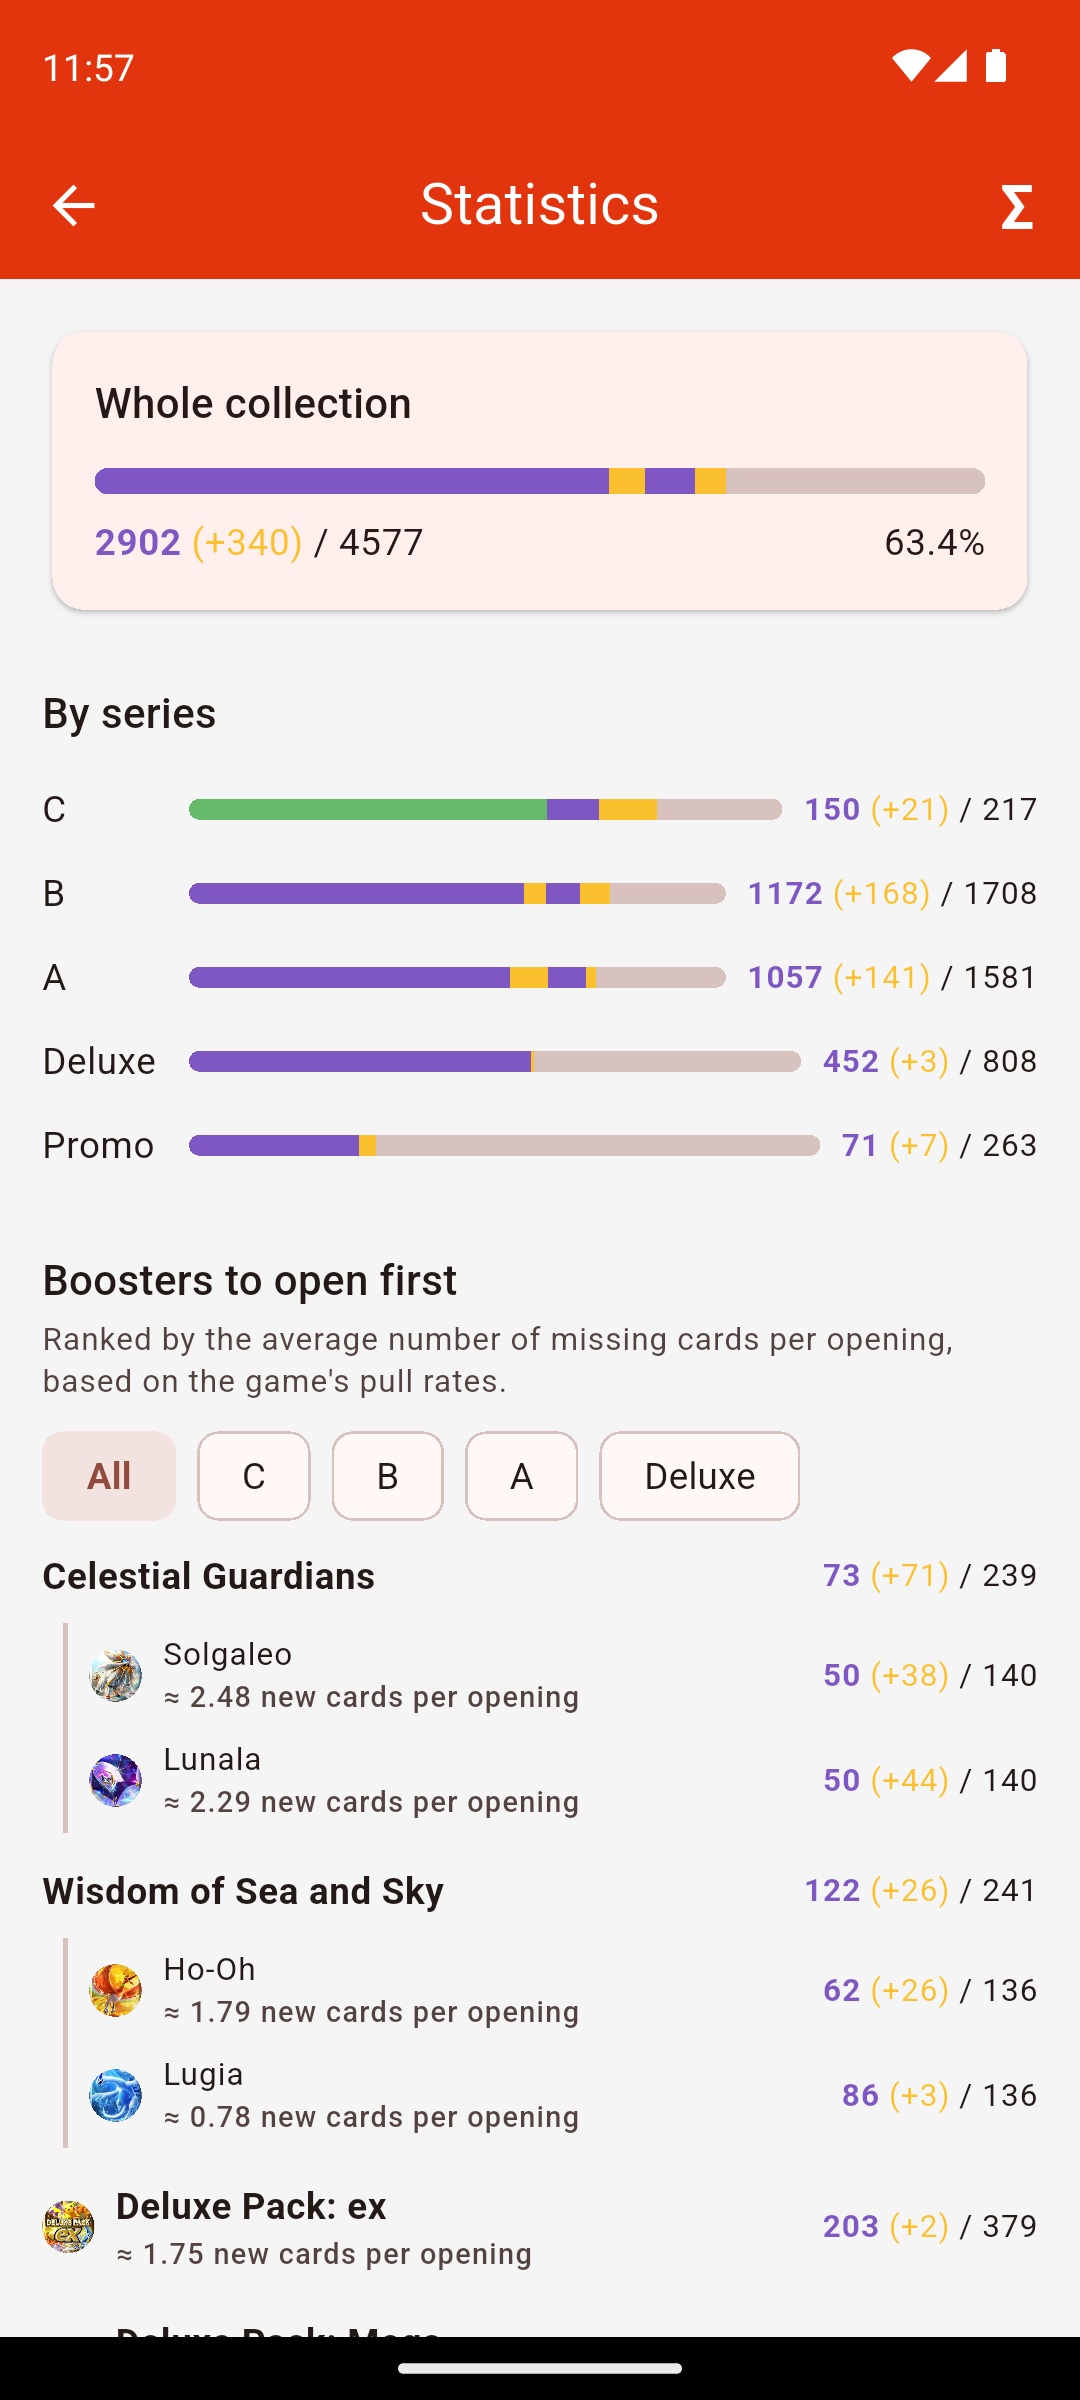 11:57
Statistics
Σ
Whole collection
2902 (+340) / 4577
63.4%
By series
C 150 (+21) / 217
B 1172 (+168) / 1708
A 1057 (+141) / 1581
Deluxe 452 (+3) / 808
Promo 71 (+7) / 263
Boosters to open first
Ranked by the average number of missing cards per opening,
based on the game's pull rates.
All C B A Deluxe
Celestial Guardians 73 (+71) / 239
Solgaleo
≈ 2.48 new cards per opening
50 (+38) / 140
Lunala
≈ 2.29 new cards per opening
50 (+44) / 140
Wisdom of Sea and Sky 122 (+26) / 241
Ho-Oh
≈ 1.79 new cards per opening
62 (+26) / 136
Lugia
≈ 0.78 new cards per opening
86 (+3) / 136
DELUXE PACK
ex
Deluxe Pack: ex
≈ 1.75 new cards per opening
203 (+2) / 379
Deluxe Pack: Mega